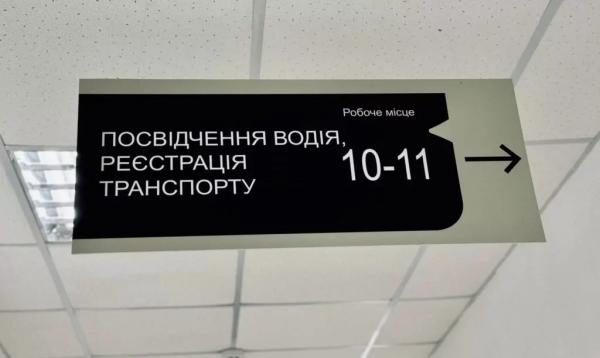 Робоче місце
ПОСВІДЧЕННЯ ВОДІЯ,
РЕЄСТРАЦІЯ
ТРАНСПОРТУ
10-11